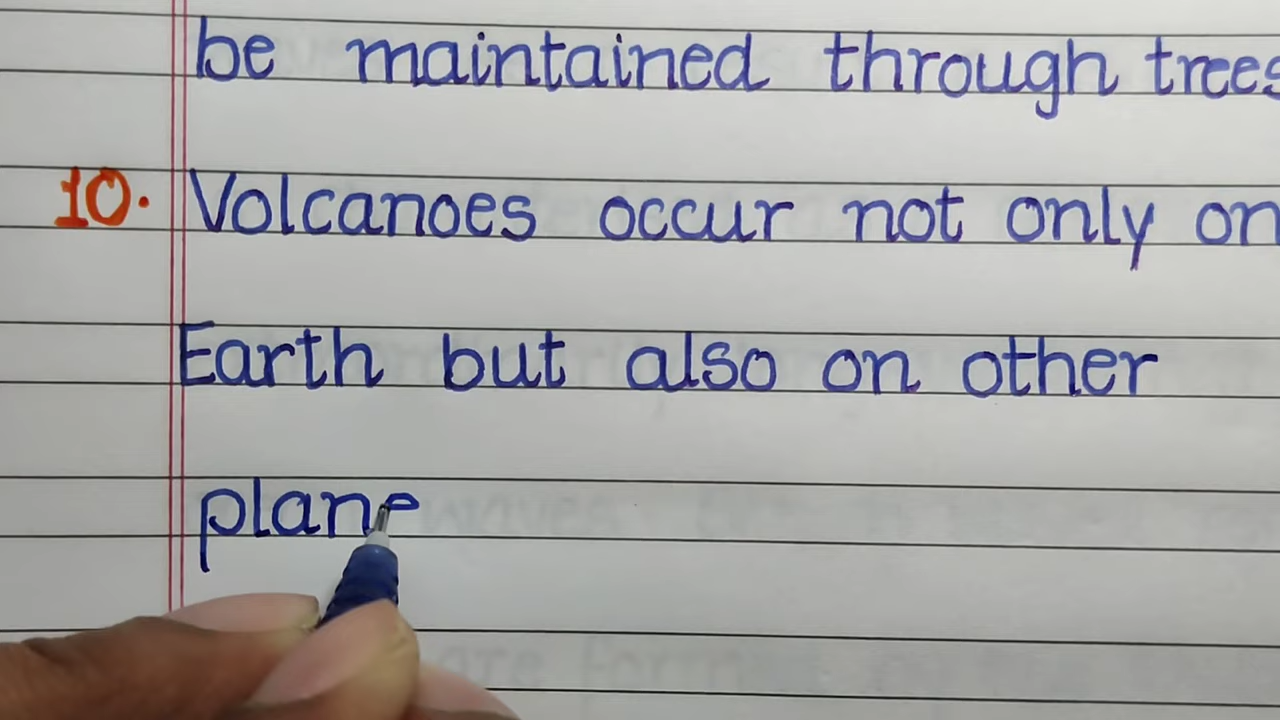 be maintained through trees
10. Volcanoes occur not only on
Earth but also on other
plane